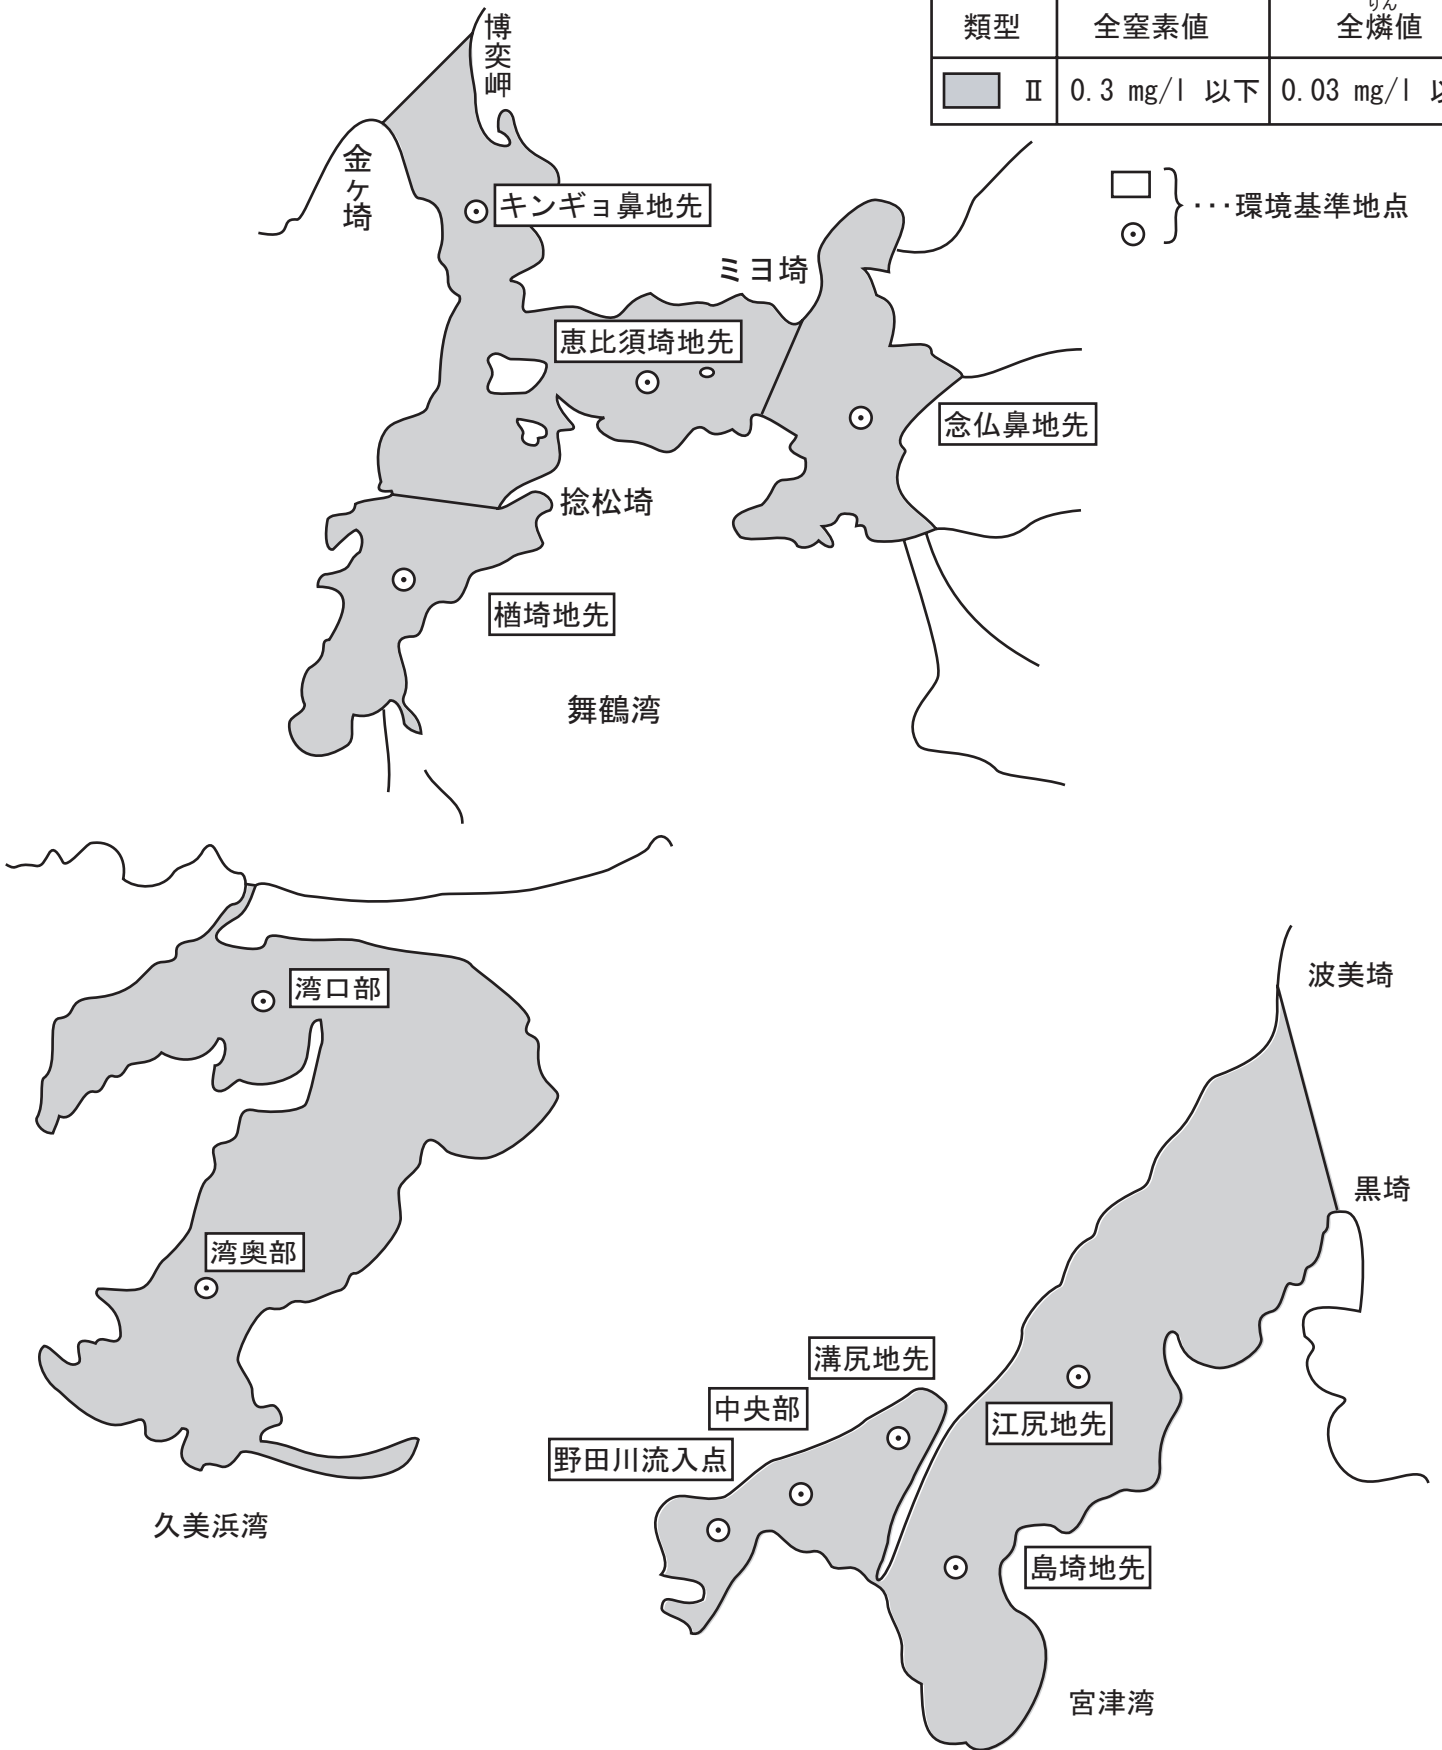 りん
類型 全窒素値 全燐値
Ⅱ 0.3 mg/l 以下 0.03 mg/l
博奕岬
金ヶ埼
キンギョ鼻地先
…環境基準地点
ミヨ埼
恵比須埼地先
念仏鼻地先
捻松埼
楢埼地先
舞鶴湾
湾口部
湾奥部
久美浜湾
波美埼
黒埼
溝尻地先
中央部
江尻地先
野田川流入点
島埼地先
宮津湾